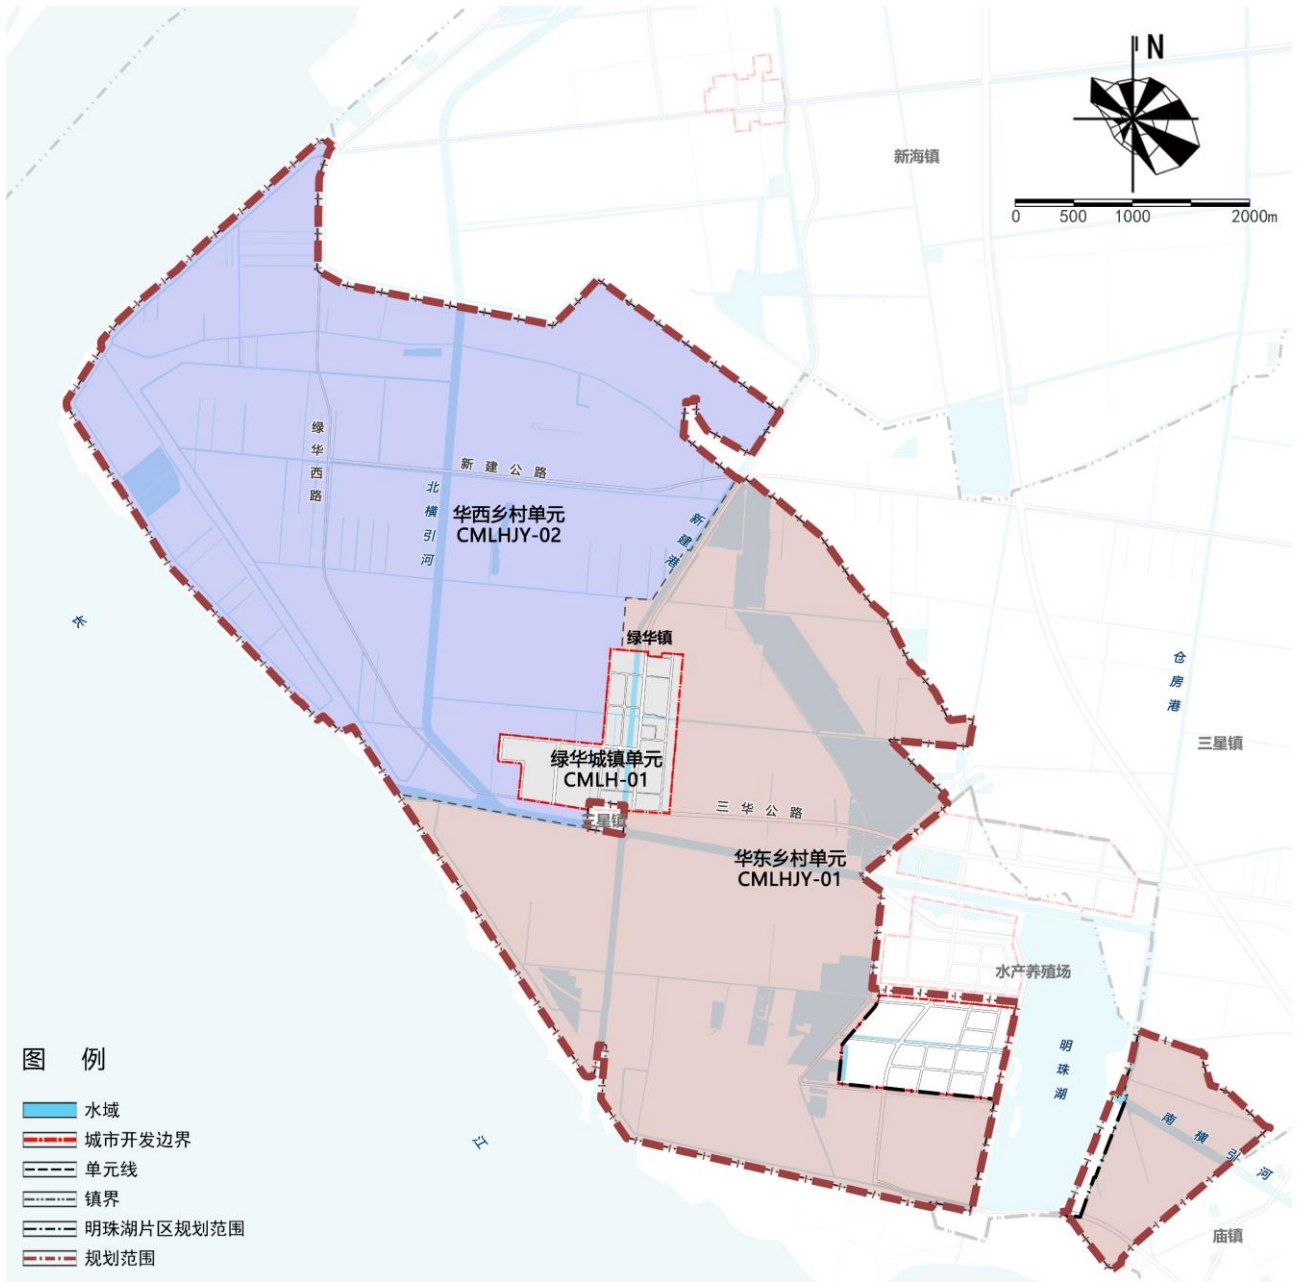 N
0 500 1000 2000m
新海镇
绿华西路
新建公路
北横引河
华西乡村单元
CMLHJY-02
新建港
长
绿华镇
仓房港
三星镇
绿华城镇单元
CMLH-01
三华公路
三星镇
华东乡村单元
CMLHJY-01
水产养殖场
明珠湖
南横引河
江
庙镇
图 例
水域
城市开发边界
单元线
镇界
明珠湖片区规划范围
规划范围